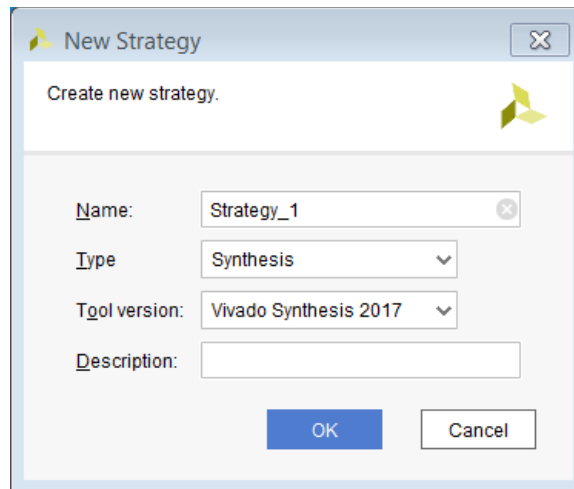 New Strategy
Create new strategy.
Name: Strategy_1
Type Synthesis
Tool version: Vivado Synthesis 2017
Description:
OK Cancel